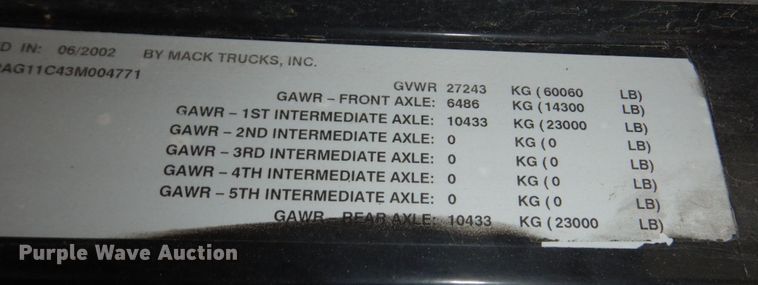 D IN: 06/2002 BY MACK TRUCKS, INC.
AG11C43M004771
GVWR 27243 KG (60060 LB)
GAWR – FRONT AXLE: 6486 KG (14300 LB)
GAWR – 1ST INTERMEDIATE AXLE: 10433 KG (23000 LB)
GAWR – 2ND INTERMEDIATE AXLE: 0 KG (0 LB)
GAWR – 3RD INTERMEDIATE AXLE: 0 KG (0 LB)
GAWR – 4TH INTERMEDIATE AXLE: 0 KG (0 LB)
GAWR – 5TH INTERMEDIATE AXLE: 0 KG (0 LB)
GAWR – REAR AXLE: 10433 KG (23000 LB)
Purple Wave Auction